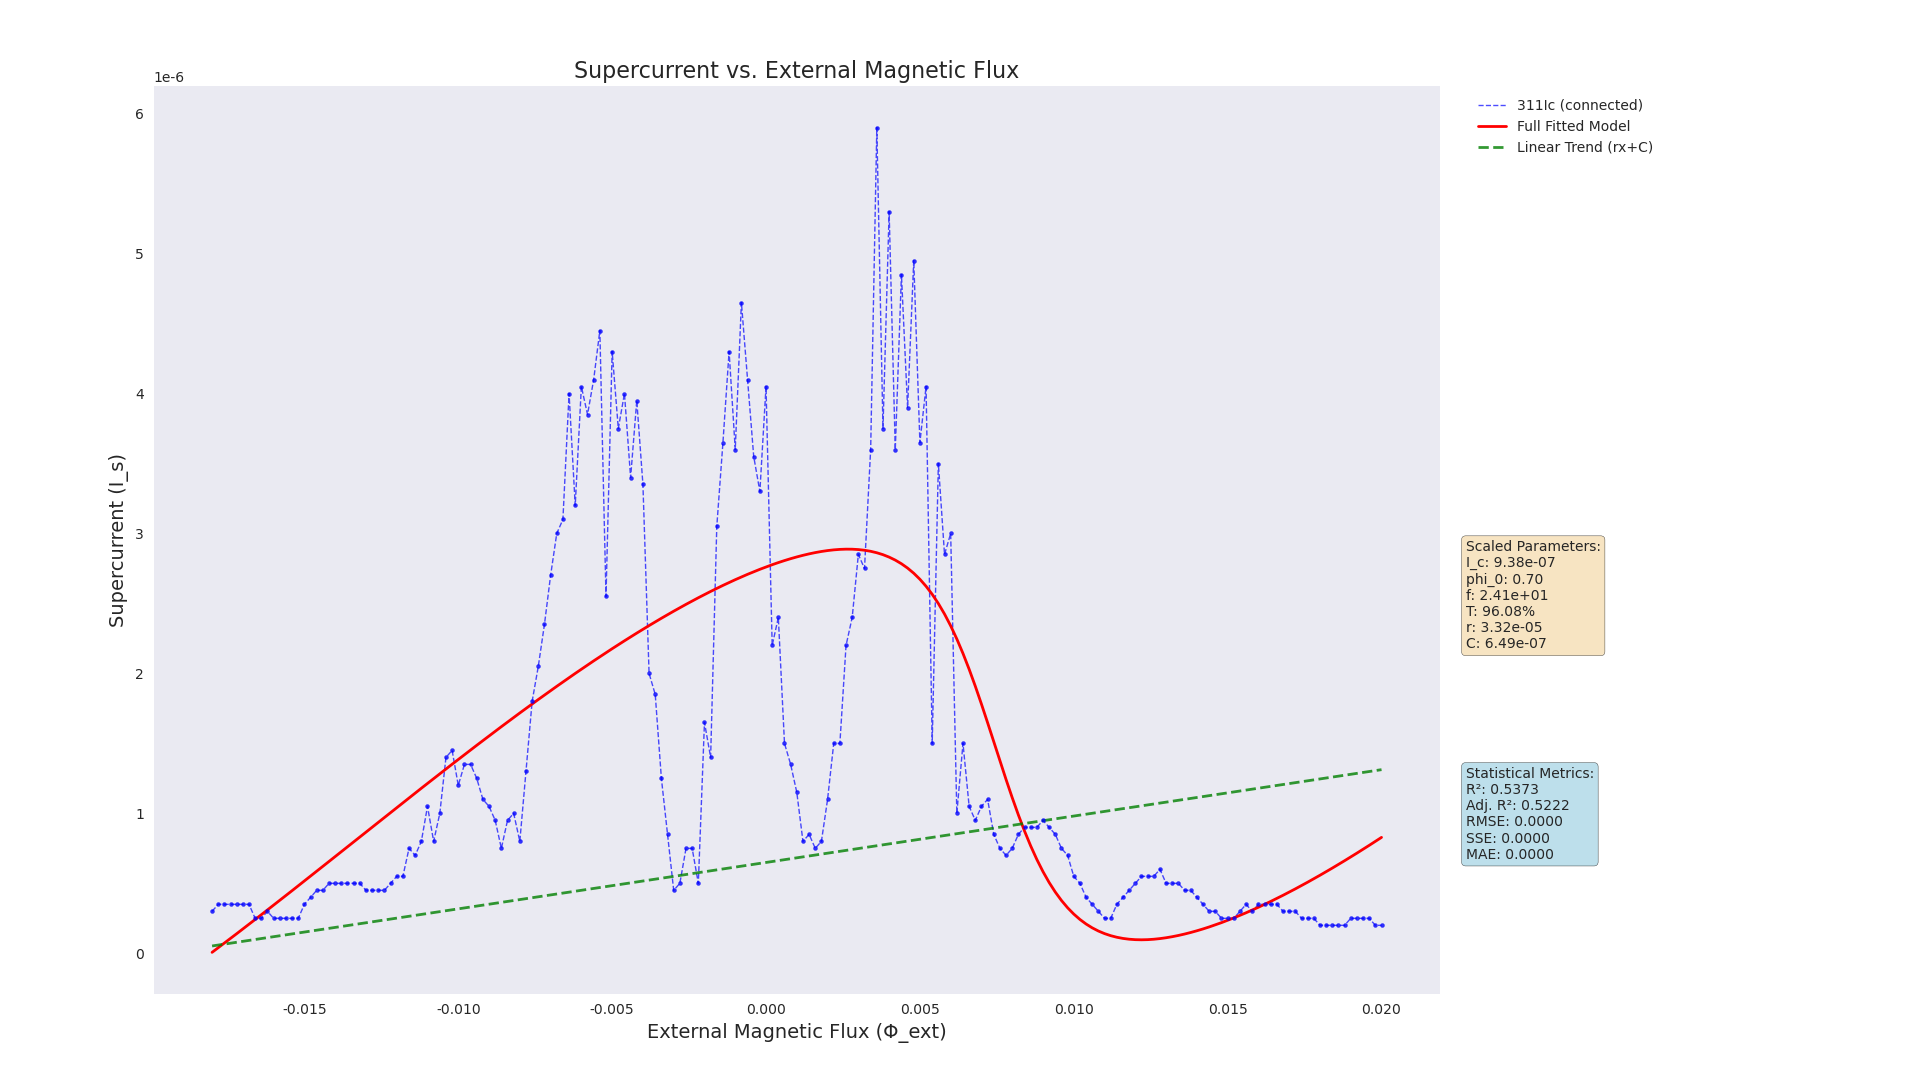 Supercurrent vs. External Magnetic Flux
1e-6
6
5
4
3
2
1
0
Supercurrent (I_s)
-0.015
-0.010
-0.005
0.000
0.005
0.010
0.015
0.020
External Magnetic Flux (Φ_ext)
311Ic (connected)
Full Fitted Model
Linear Trend (rx+C)
Scaled Parameters:
I_c: 9.38e-07
phi_0: 0.70
f: 2.41e+01
T: 96.08%
r: 3.32e-05
C: 6.49e-07
Statistical Metrics:
R²: 0.5373
Adj. R²: 0.5222
RMSE: 0.0000
SSE: 0.0000
MAE: 0.0000